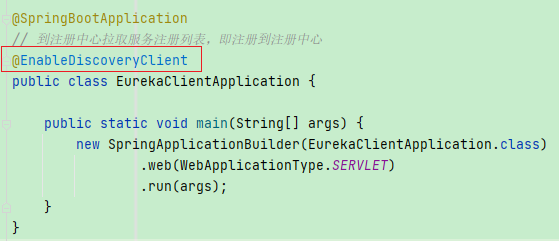 @SpringBootApplication
// 到注册中心拉取服务注册列表，即注册到注册中心
@EnableDiscoveryClient
public class EurekaClientApplication {
public static void main(String[] args) {
new SpringApplicationBuilder(EurekaClientApplication.class)
.web(WebApplicationType.SERVLET)
.run(args);
}
}